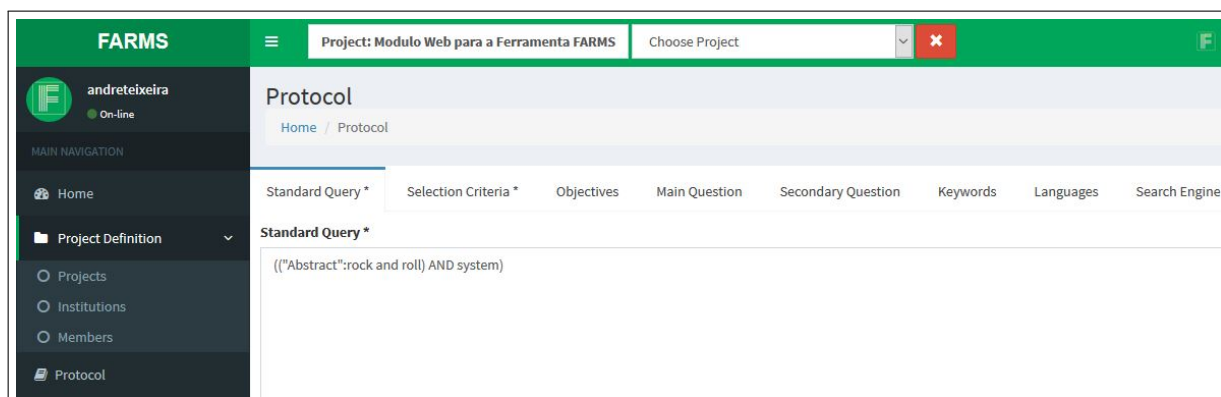 FARMS
Project: Modulo Web para a Ferramenta FARMS
Choose Project
F
F
andreteixeira
On-line
MAIN NAVIGATION
Home
Project Definition
Projects
Institutions
Members
Protocol
Protocol
Home / Protocol
Standard Query * Selection Criteria * Objectives Main Question Secondary Question Keywords Languages Search Engine
Standard Query *
(("Abstract":rock and roll) AND system)